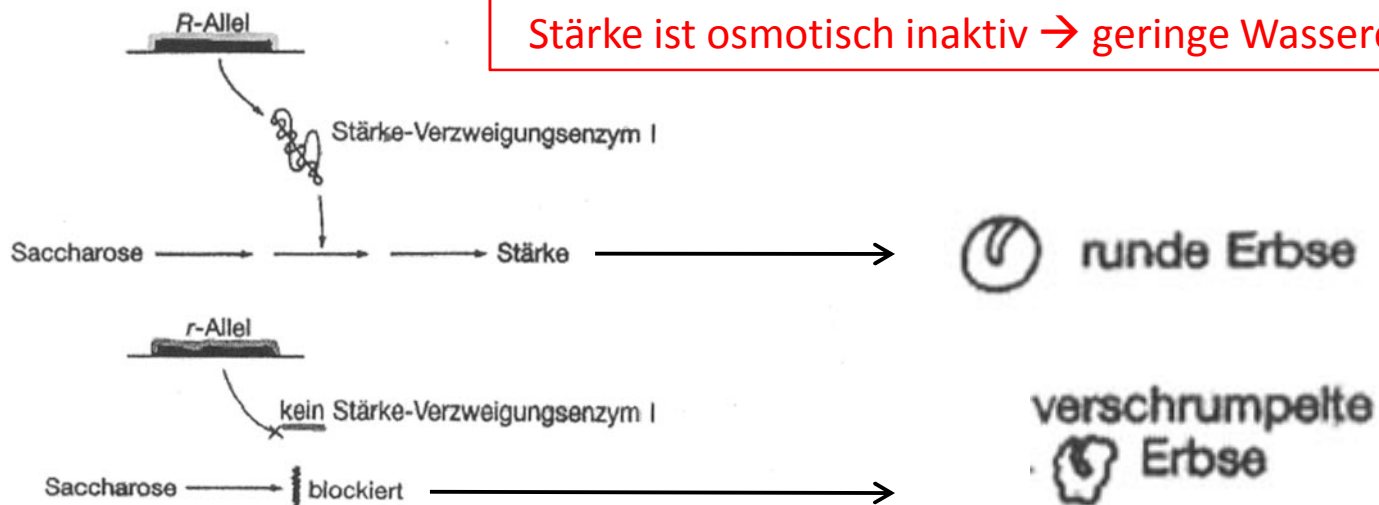 R-Allel
Stärke ist osmotisch inaktiv → geringe
Stärke-Verzweigungsenzym I
Saccharose
Stärke
runde Erbse
r-Allel
kein Stärke-Verzweigungsenzym I
verschrumpelte
Erbse
Saccharose
blockiert